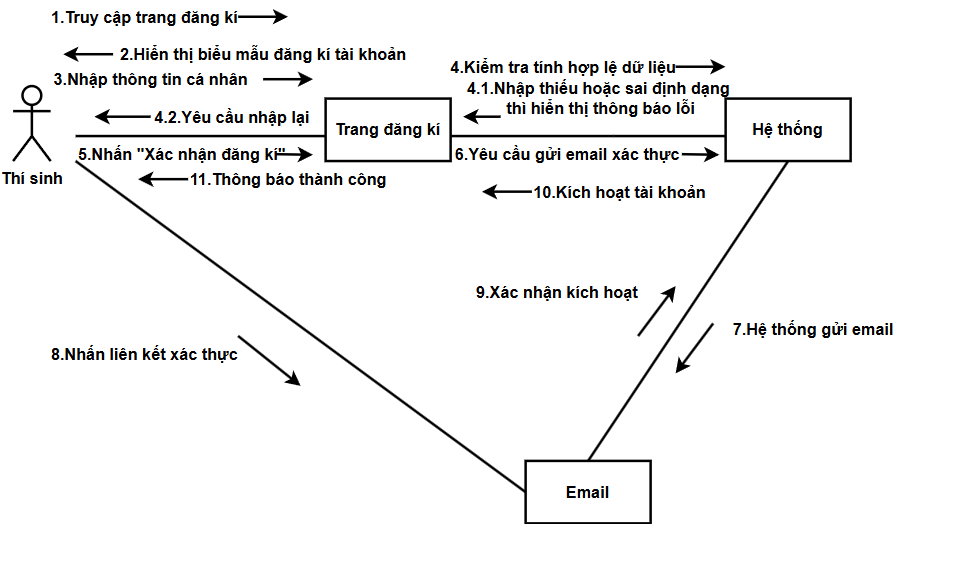 1.Truy cập trang đăng kí
2.Hiển thị biểu mẫu đăng kí tài khoản
3.Nhập thông tin cá nhân
4.Kiểm tra tính hợp lệ dữ liệu
4.1.Nhập thiếu hoặc sai định dạng
thì hiển thị thông báo lỗi
4.2.Yêu cầu nhập lại
Trang đăng kí
Hệ thống
5.Nhấn "Xác nhận đăng kí"
6.Yêu cầu gửi email xác thực
Thí sinh
11.Thông báo thành công
10.Kích hoạt tài khoản
9.Xác nhận kích hoạt
7.Hệ thống gửi email
8.Nhấn liên kết xác thực
Email